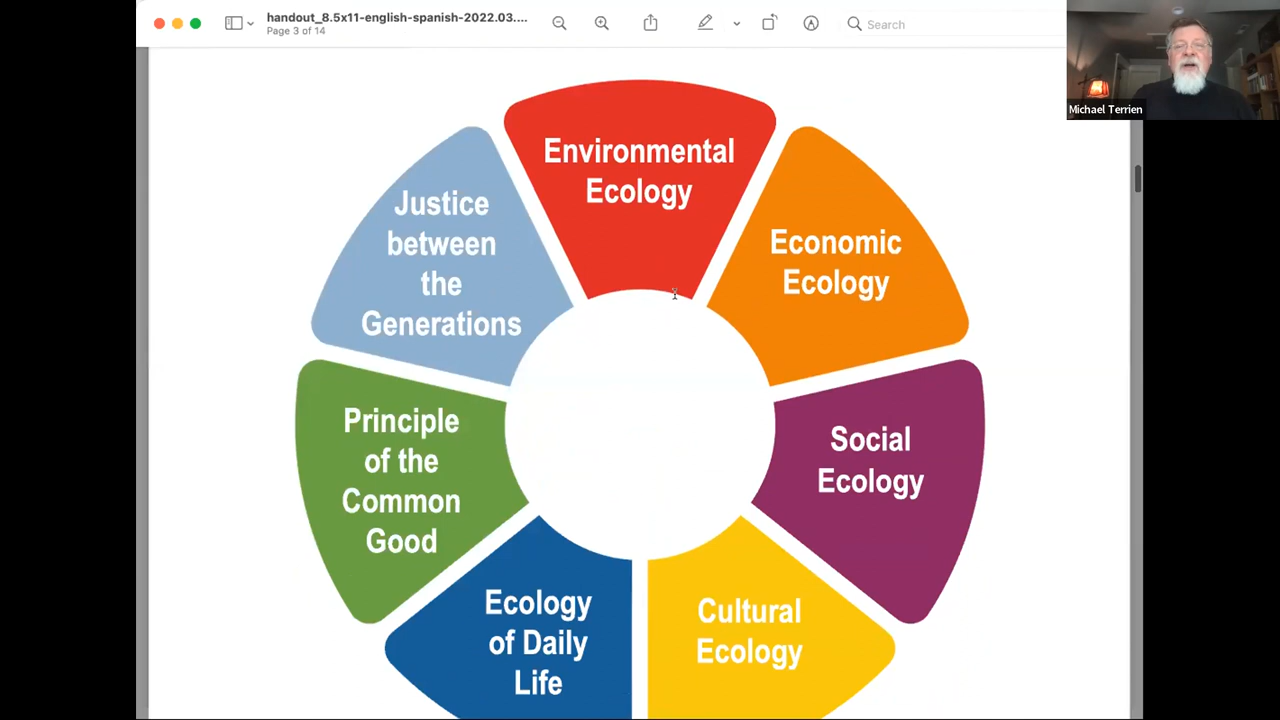 handout_8.5x11-english-spanish-2022.03....
Page 3 of 14
Search
Michael Terrien
Environmental
Ecology
Economic
Ecology
Social
Ecology
Cultural
Ecology
Ecology
of Daily
Life
Principle
of the
Common
Good
Justice
between
the
Generations